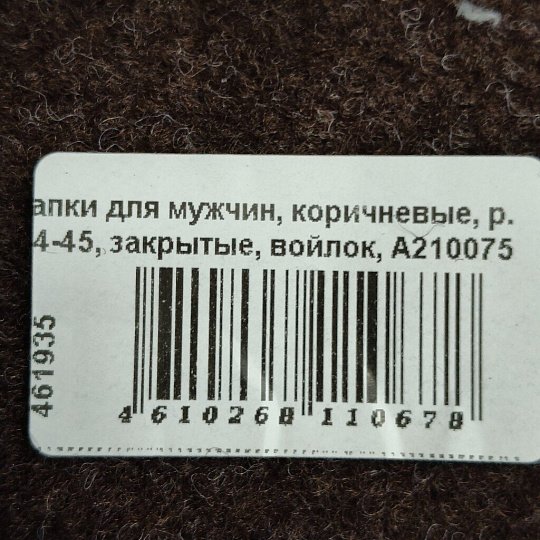 апки для мужчин, коричневые, р.
4-45, закрытые, войлок, А210075
461935
4 610268 110678